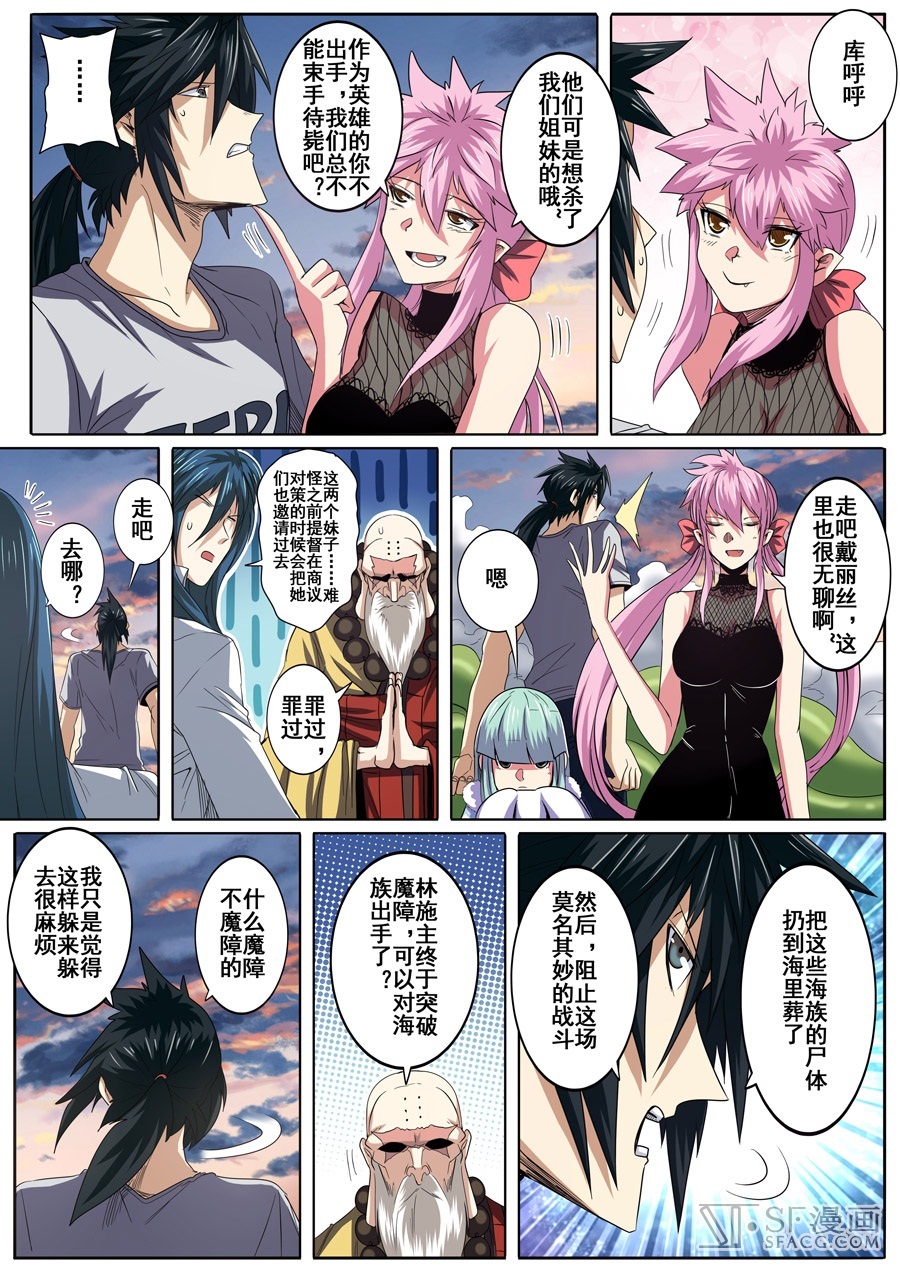 库呼呼
他们可是想杀了
我们姐妹的哦~
作为英雄的你不
出手，我们总不
能束手待毙吧？
……
走吧戴丽丝，这
里也很无聊啊~
嗯
这两个妹子……难
怪之前提督在商议
对策的时候会把她
们也邀请过去
罪过，
罪过
走吧
去哪？
把这些海族的尸体
扔到海里葬了
然后，阻止这场
莫名其妙的战斗
林施主终于突破
魔障，可以对海
族出手了？
什么魔障
不魔障的
我只是觉得
这样躲来躲
去很麻烦
SF漫画
SFACG.COM